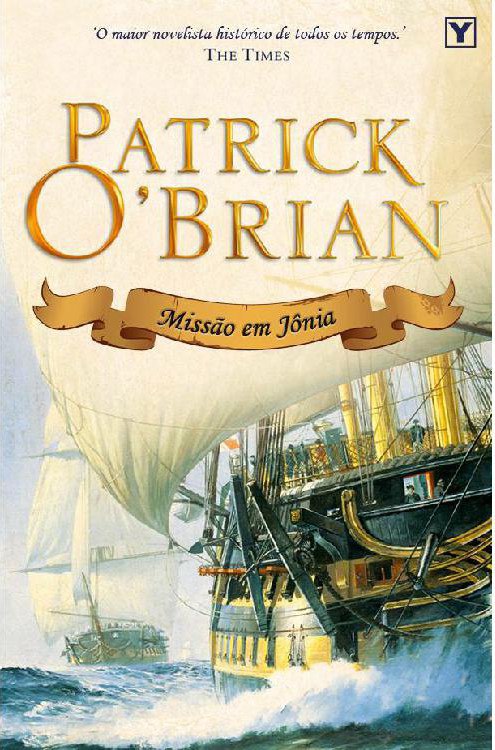 'O maior novelista histórico de todos os tempos.'
THE TIMES
Y
PATRICK
O'BRIAN
Missão em Jônia